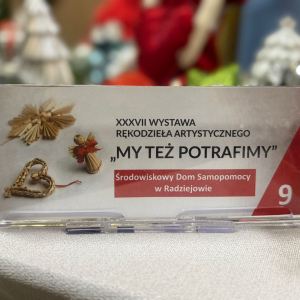 XXXVII WYSTAWA
RĘKODZIEŁA ARTYSTYCZNEGO
„MY TEŻ POTRAFIMY”
Środowiskowy Dom Samopomocy
w Radziejowie
9